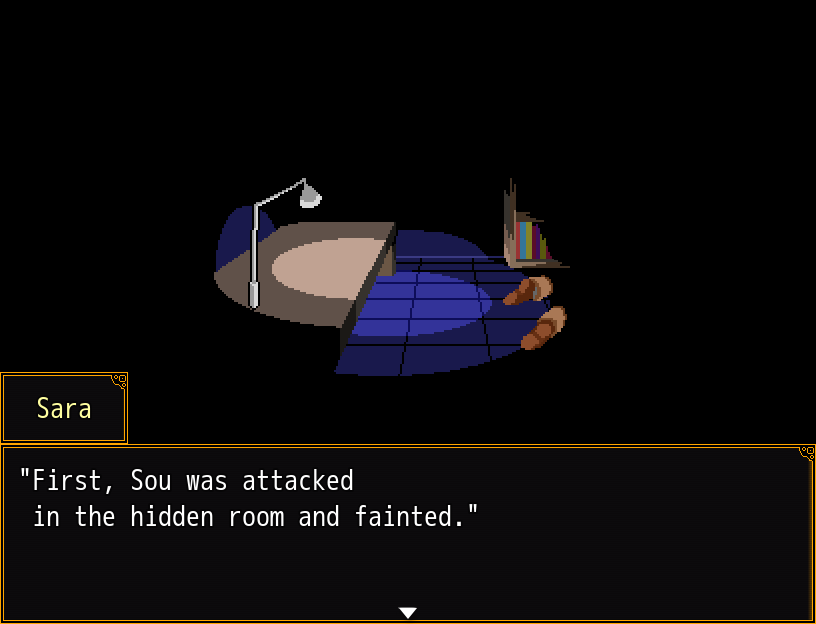 Sara
"First, Sou was attacked
in the hidden room and fainted."